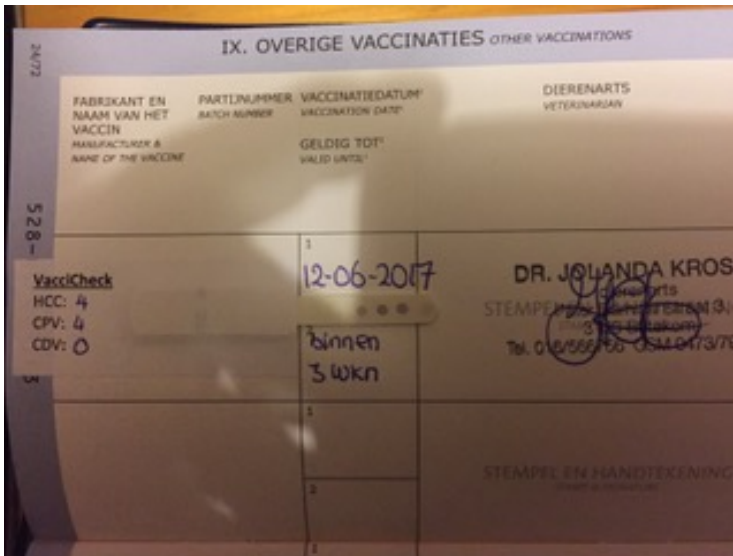 24/72
IX. OVERIGE VACCINATIES OTHER VACCINATIONS
FABRIKANT EN
NAAM VAN HET
VACCIN
MANUFACTURER &
NAME OF THE VACCINE
PARTIJNUMMER
BATCH NUMBER
VACCINATIEDATUM¹
VACCINATION DATE¹
GELDIG TOT²
VALID UNTIL²
DIERENARTS
VETERINARIAN
528-
VacciCheck
HCC: 4
CPV: 4
CDV: 0
1
12-06-2017
binnen
3 wkn
DR. JOLANDA KROS
STEMPEL
Tel.
1
2
STEMPEL EN HANDTEKENING
1